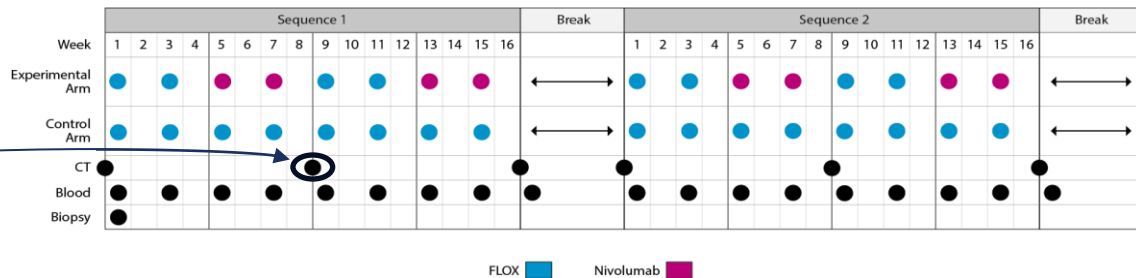 Sequence 1 Break Sequence 2 Break
Week 1 2 3 4 5 6 7 8 9 10 11 12 13 14 15 16 1 2 3 4 5 6 7 8 9 10 11 12 13 14 15 16
Experimental
Arm
Control
Arm
CT
Blood
Biopsy
FLOX Nivolumab